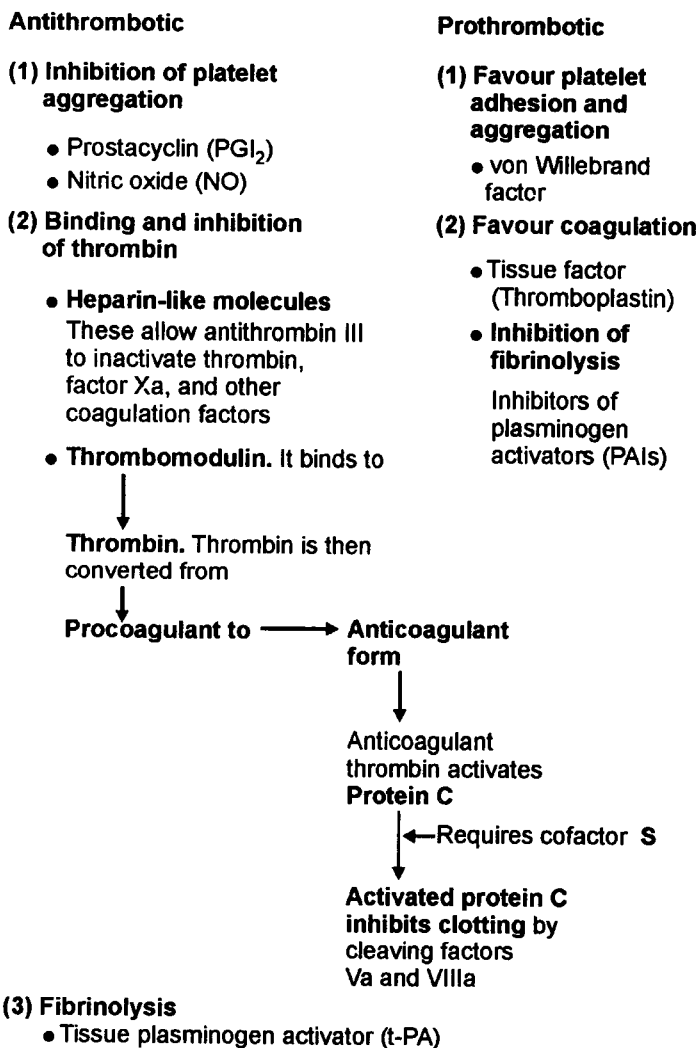 Antithrombotic
(1) Inhibition of platelet
aggregation
• Prostacyclin (PGI₂)
• Nitric oxide (NO)
(2) Binding and inhibition
of thrombin
• Heparin-like molecules
These allow antithrombin III
to inactivate thrombin,
factor Xa, and other
coagulation factors
• Thrombomodulin. It binds to
Thrombin. Thrombin is then
converted from
Procoagulant to
Anticoagulant
form
Anticoagulant
thrombin activates
Protein C
Requires cofactor S
Activated protein C
inhibits clotting by
cleaving factors
Va and VIIIa
(3) Fibrinolysis
• Tissue plasminogen activator (t-PA)
Prothrombotic
(1) Favour platelet
adhesion and
aggregation
• von Willebrand
factor
(2) Favour coagulation
• Tissue factor
(Thromboplastin)
• Inhibition of
fibrinolysis
Inhibitors of
plasminogen
activators (PAIs)